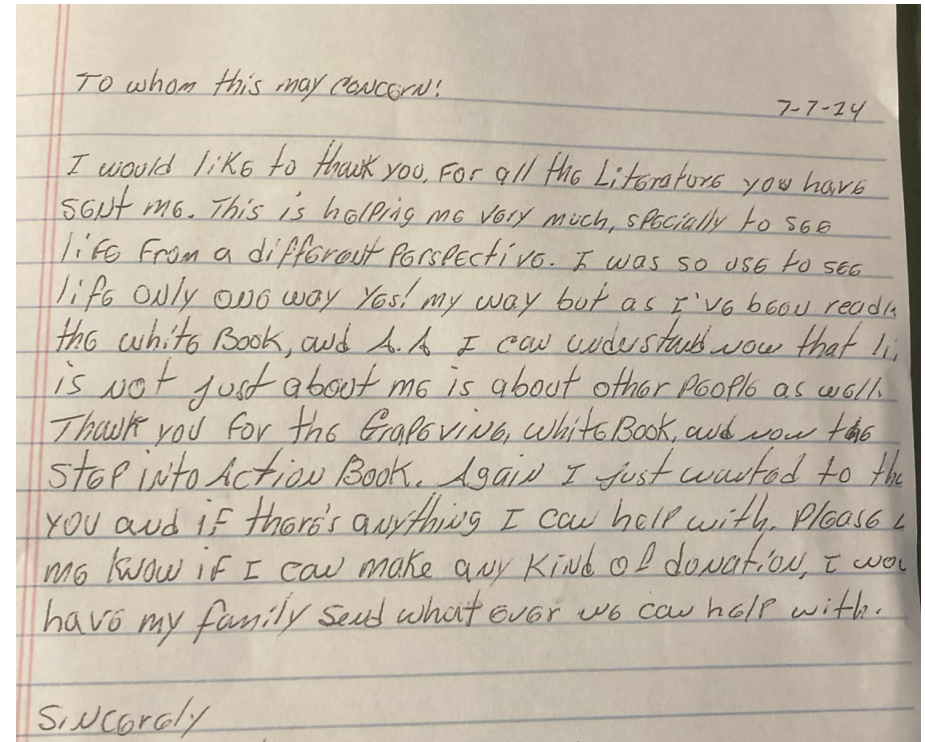 To whom this may concern!
7-7-24
I would like to thank you, For all the Literature you have
sent me. This is helping me very much, specially to see
life From a different Perspective. I was so use to see
life only one way Yes! my way but as I've been readin
the white Book, and A.A I can understand now that li
is not just about me is about other People as well.
Thank you for the Grapevine, white Book, and now the
Step into Action Book. Again I just wanted to tha
you and if there's anything I can help with. Please l
me know if I can make any kind of donation, I wou
have my family send what ever we can help with.
Sincerely